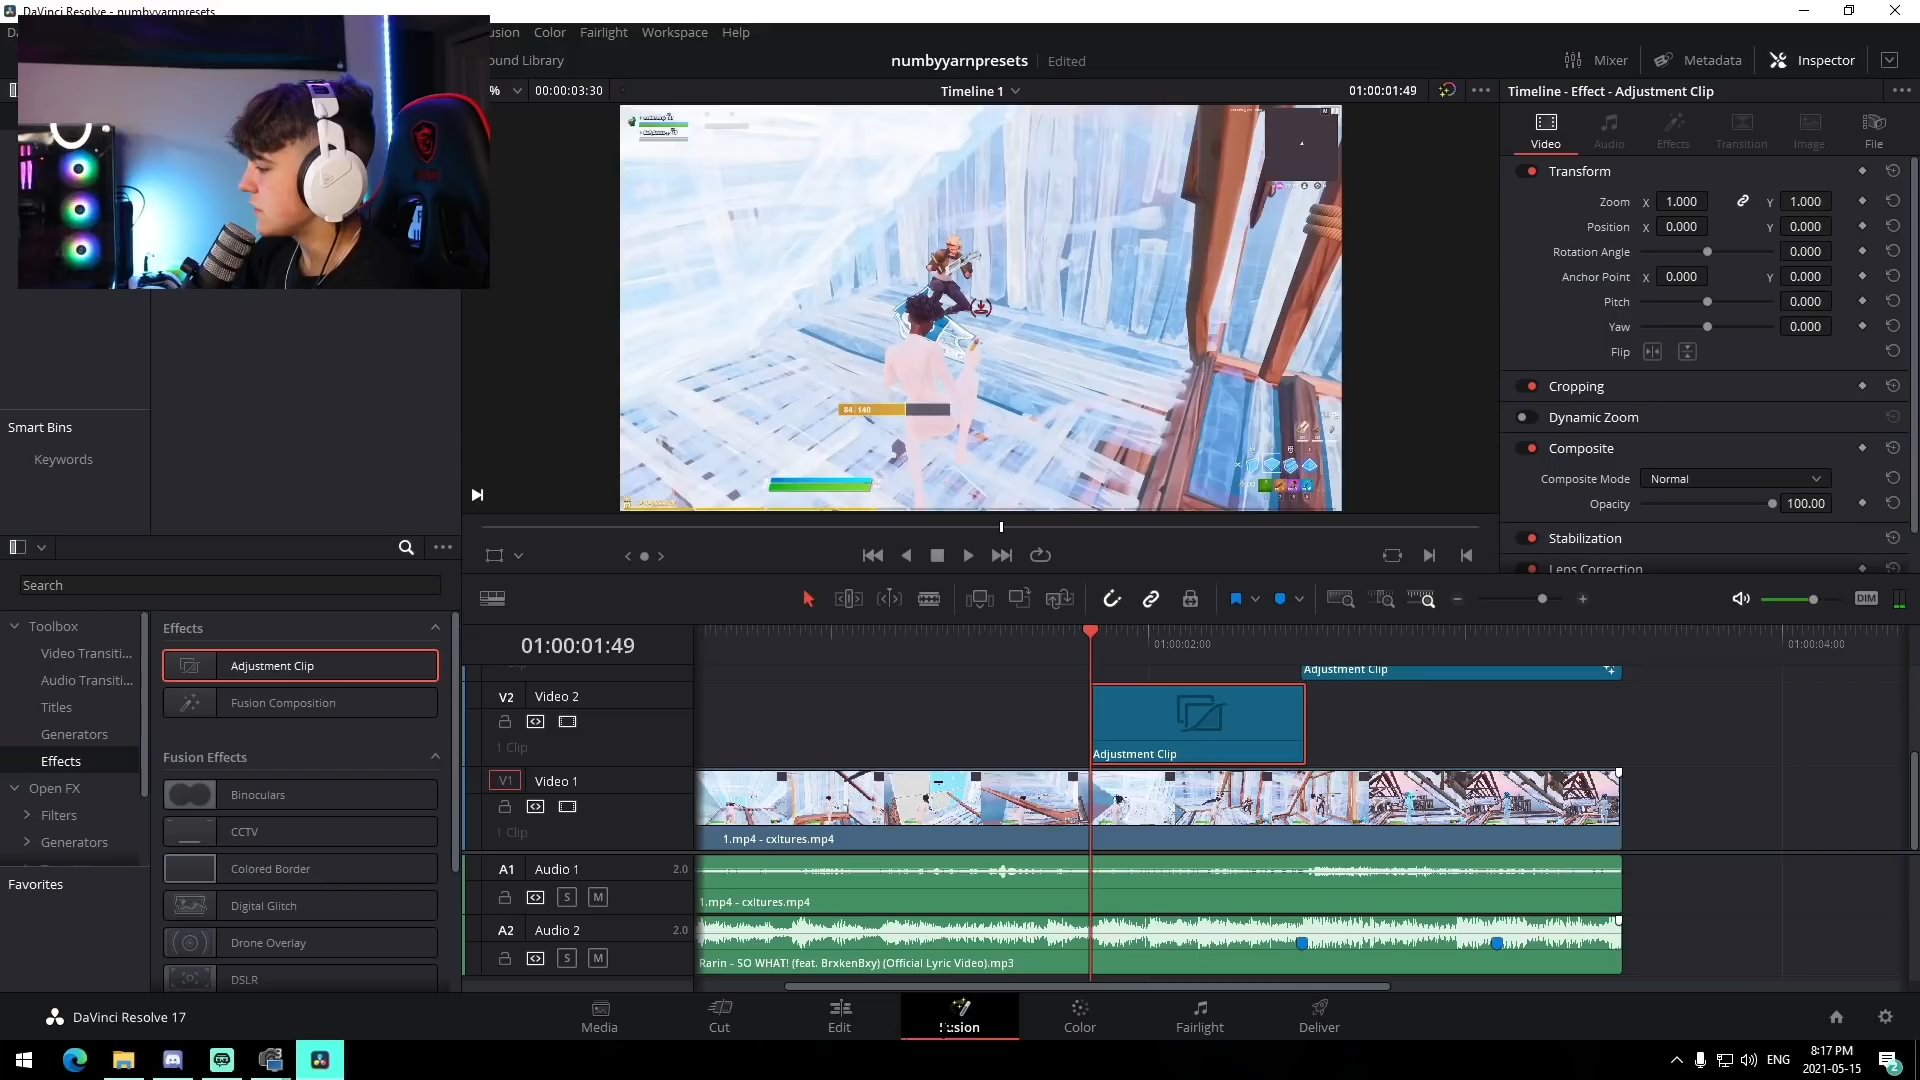 DaVinci Resolve - numbyyarnpresets
usion Color Fairlight Workspace Help
ound Library
numbyyarnpresets
Edited
Mixer
Metadata
Inspector
%
00:00:03:30
Timeline 1
01:00:01:49
Timeline - Effect - Adjustment Clip
Video
Audio
Effects
Transition
Image
File
Transform
Zoom X 1.000 Y 1.000
Position X 0.000 Y 0.000
Rotation Angle 0.000
Anchor Point X 0.000 Y 0.000
Pitch 0.000
Yaw 0.000
Flip
Cropping
Dynamic Zoom
Composite
Composite Mode Normal
Opacity 100.00
Stabilization
Lens Correction
84 140
Smart Bins
Keywords
Search
Toolbox
Video Transiti...
Audio Transiti...
Titles
Generators
Effects
Open FX
Filters
Generators
Favorites
Effects
Adjustment Clip
Fusion Composition
Fusion Effects
Binoculars
CCTV
Colored Border
Digital Glitch
Drone Overlay
DSLR
DIM
01:00:01:49
01:00:02:00
01:00:04:00
Adjustment Clip
V2 Video 2
1 Clip
Adjustment Clip
V1 Video 1
1 Clip
1.mp4 - cxltures.mp4
A1 Audio 1 2.0
S M
1.mp4 - cxltures.mp4
A2 Audio 2 2.0
S M
Rarin - SO WHAT! (feat. BrxkenBxy) (Official Lyric Video).mp3
DaVinci Resolve 17
Media
Cut
Edit
Fusion
Color
Fairlight
Deliver
ENG
8:17 PM
2021-05-15
2